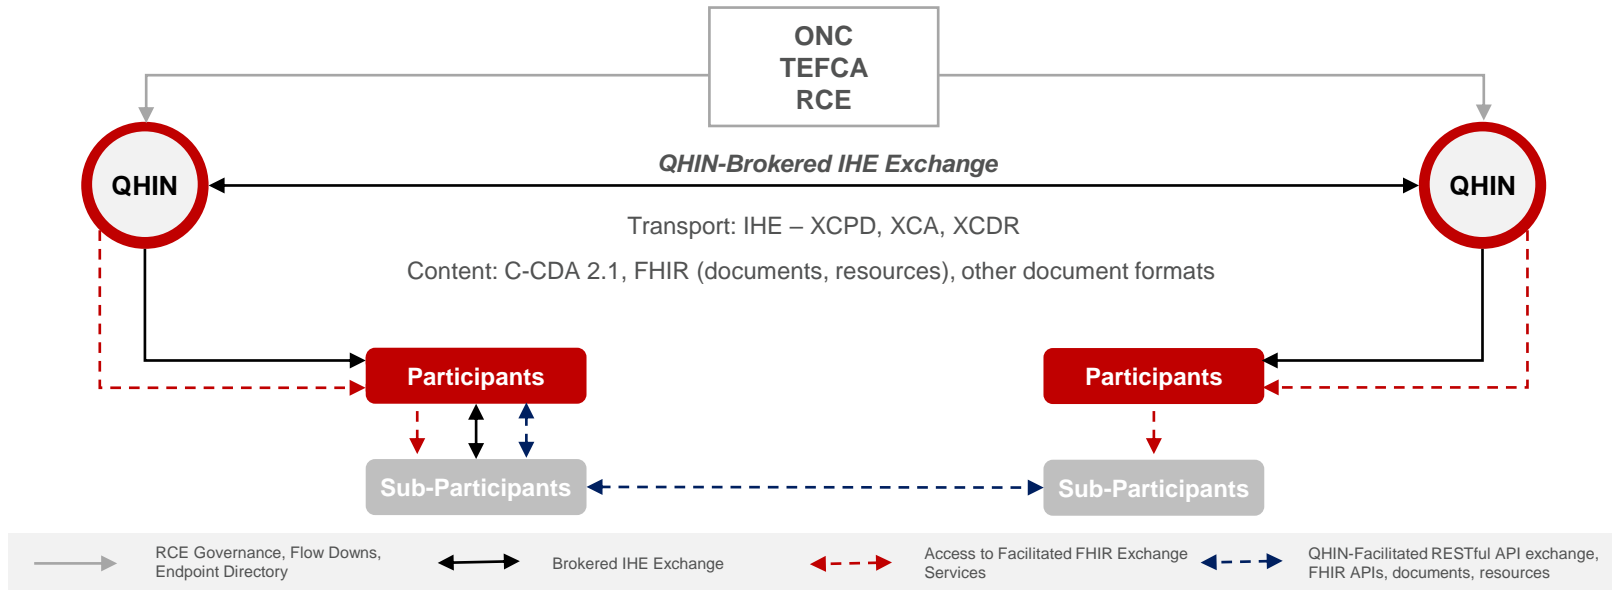 ONC
TEFCA
RCE
QHIN-Brokered IHE Exchange
QHIN
QHIN
Transport: IHE – XCPD, XCA, XCDR
Content: C-CDA 2.1, FHIR (documents, resources), other document formats
Participants
Participants
Sub-Participants
Sub-Participants
RCE Governance, Flow Downs,
Endpoint Directory
Brokered IHE Exchange
Access to Facilitated FHIR Exchange
Services
QHIN-Facilitated RESTful API exchange,
FHIR APIs, documents, resources